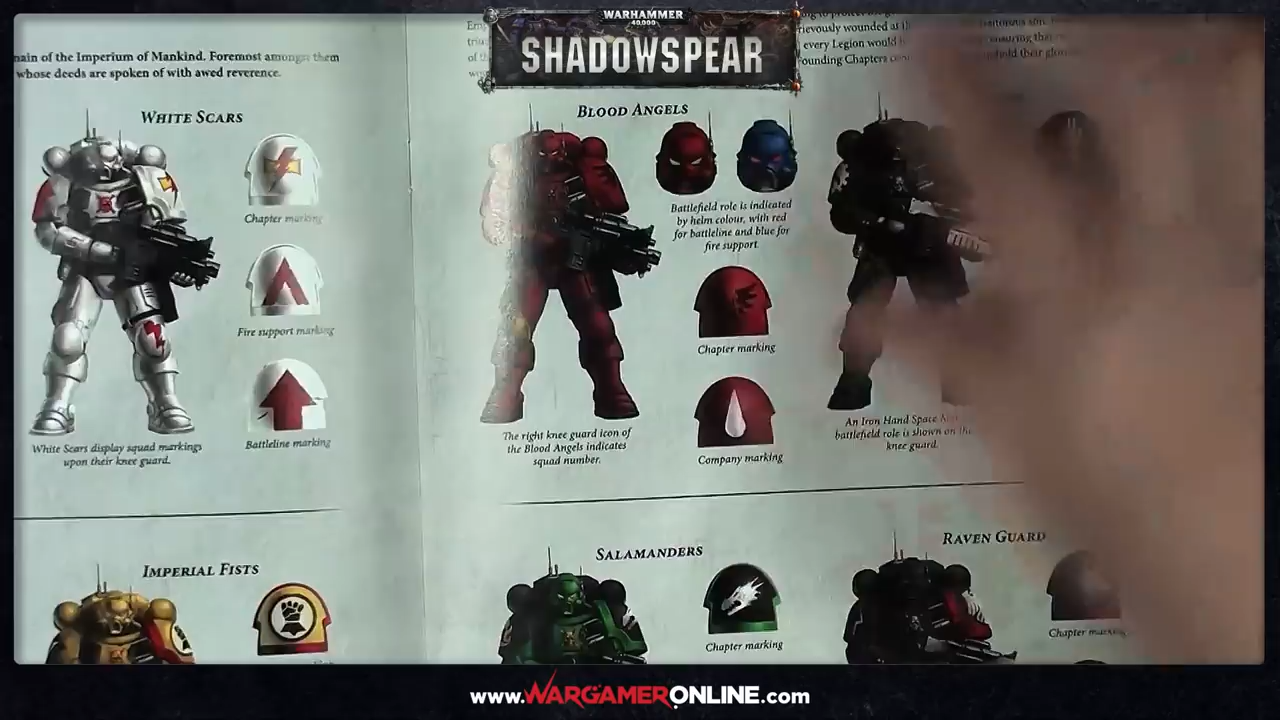 WARHAMMER
40,000
SHADOWSPEAR
main of the Imperium of Mankind. Foremost amongst them
whose deeds are spoken of with awed reverence.
rievously wounded at
every Legion would
ounding Chapters
WHITE SCARS
Chapter marking
Fire support marking
Battleline marking
White Scars display squad markings
upon their knee guard.
BLOOD ANGELS
Battlefield role is indicated
by helm colour, with red
for battleline and blue for
fire support.
Chapter marking
Company marking
The right knee guard icon of
the Blood Angels indicates
squad number.
An Iron Hand Space
battlefield role is shown on
knee guard.
IMPERIAL FISTS
SALAMANDERS
Chapter marking
RAVEN GUARD
Chapter marking
www.WARGAMERONLINE.com